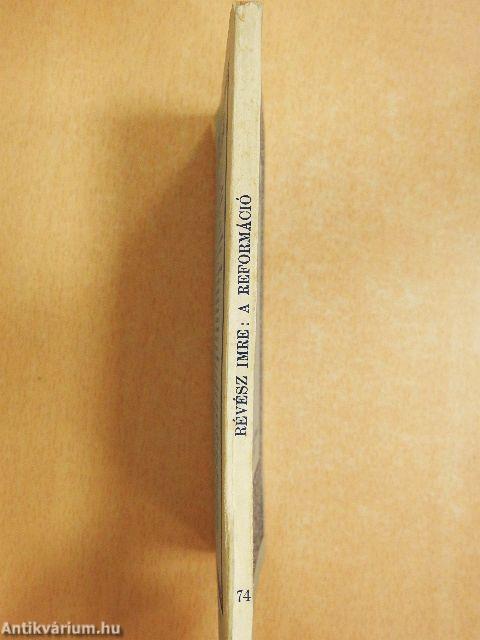 RÉVÉSZ IMRE: A REFORMÁCIÓ
74
Antikvárium.hu